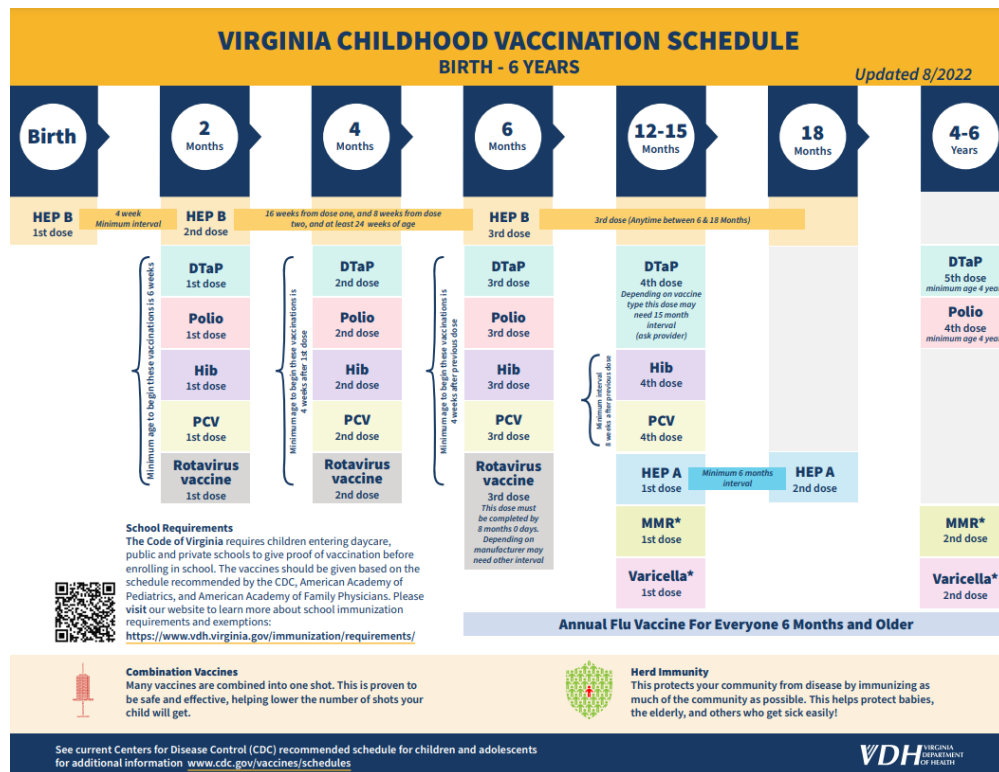 VIRGINIA CHILDHOOD VACCINATION SCHEDULE
BIRTH - 6 YEARS
Updated 8/2022
Birth
2
Months
4
Months
6
Months
12-15
Months
18
Months
4-6
Years
HEP B
1st dose
4 week
Minimum interval
HEP B
2nd dose
16 weeks from dose one, and 8 weeks from dose
two, and at least 24 weeks of age
HEP B
3rd dose
3rd dose (Anytime between 6 & 18 Months)
Minimum age to begin these vaccinations is 6 weeks
DTaP
1st dose
Polio
1st dose
Hib
1st dose
PCV
1st dose
Rotavirus
vaccine
1st dose
Minimum age to begin these vaccinations is
4 weeks after 1st dose
DTaP
2nd dose
Polio
2nd dose
Hib
2nd dose
PCV
2nd dose
Rotavirus
vaccine
2nd dose
Minimum age to begin these vaccinations is
4 weeks after previous dose
DTaP
3rd dose
Polio
3rd dose
Hib
3rd dose
PCV
3rd dose
Rotavirus
vaccine
3rd dose
This dose must
be completed by
8 months 0 days.
Depending on
manufacturer may
need other interval
DTaP
4th dose
Depending on vaccine
type this dose may
need 15 month
interval
(ask provider)
Minimum interval
8 weeks after previous dose
Hib
4th dose
PCV
4th dose
HEP A
1st dose
Minimum 6 months
interval
HEP A
2nd dose
MMR*
1st dose
Varicella*
1st dose
DTaP
5th dose
minimum age 4 yea
Polio
4th dose
minimum age 4 yea
MMR*
2nd dose
Varicella*
2nd dose
Annual Flu Vaccine For Everyone 6 Months and Older
School Requirements
The Code of Virginia requires children entering daycare,
public and private schools to give proof of vaccination before
enrolling in school. The vaccines should be given based on the
schedule recommended by the CDC, American Academy of
Pediatrics, and American Academy of Family Physicians. Please
visit our website to learn more about school immunization
requirements and exemptions:
https://www.vdh.virginia.gov/immunization/requirements/
Combination Vaccines
Many vaccines are combined into one shot. This is proven to
be safe and effective, helping lower the number of shots your
child will get.
Herd Immunity
This protects your community from disease by immunizing as
much of the community as possible. This helps protect babies,
the elderly, and others who get sick easily!
See current Centers for Disease Control (CDC) recommended schedule for children and adolescents
for additional information www.cdc.gov/vaccines/schedules
VDH VIRGINIA
DEPARTMENT
OF HEALTH